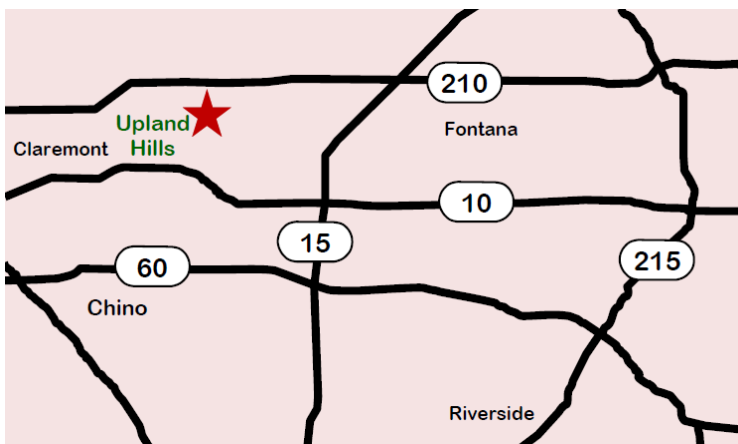 210
Upland
Hills
Fontana
Claremont
10
15
60
215
Chino
Riverside